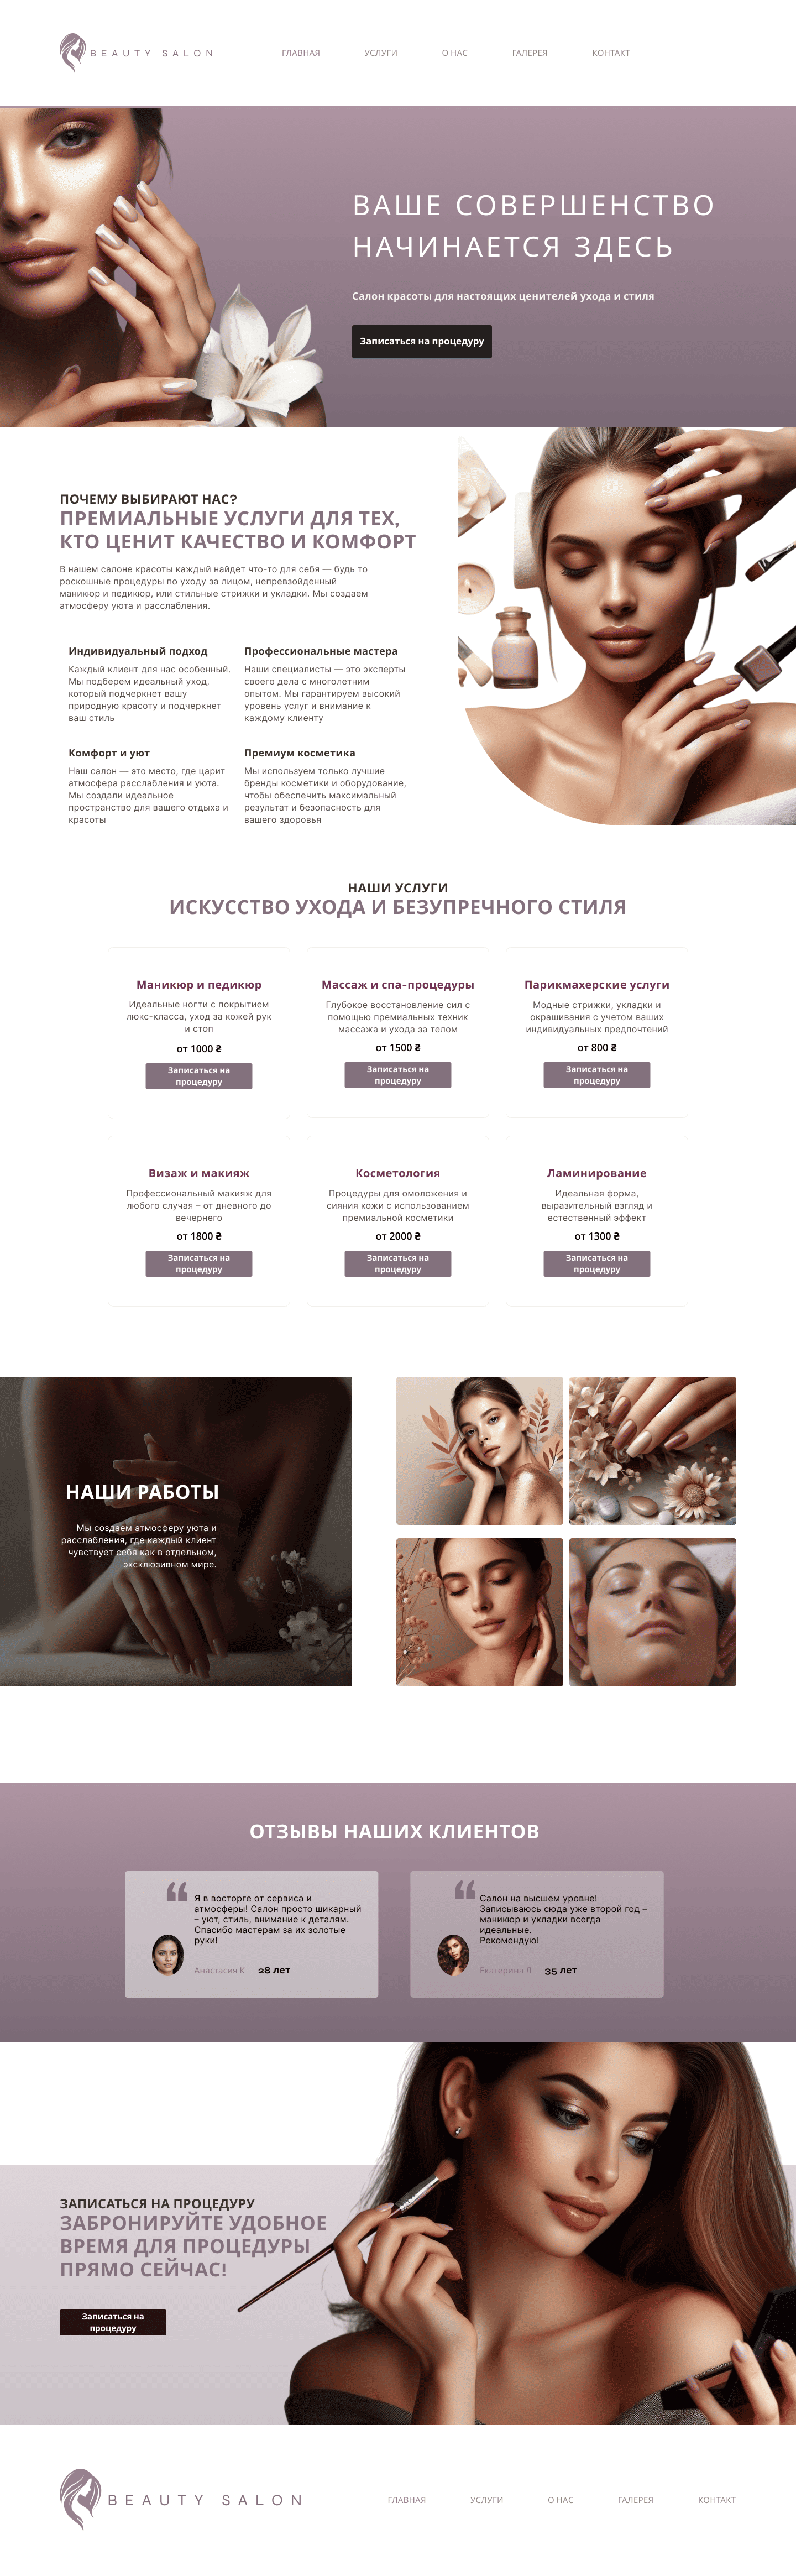 BEAUTY SALON
ГЛАВНАЯ УСЛУГИ О НАС ГАЛЕРЕЯ КОНТАКТ
ВАШЕ СОВЕРШЕНСТВО
НАЧИНАЕТСЯ ЗДЕСЬ
Салон красоты для настоящих ценителей ухода и стиля
Записаться на процедуру
ПОЧЕМУ ВЫБИРАЮТ НАС?
ПРЕМИАЛЬНЫЕ УСЛУГИ ДЛЯ ТЕХ,
КТО ЦЕНИТ КАЧЕСТВО И КОМФОРТ
В нашем салоне красоты каждый найдет что-то для себя — будь то
роскошные процедуры по уходу за лицом, непревзойденный
маникюр и педикюр, или стильные стрижки и укладки. Мы создаем
атмосферу уюта и расслабления.
Индивидуальный подход
Каждый клиент для нас особенный.
Мы подберем идеальный уход,
который подчеркнет вашу
природную красоту и подчеркнет
ваш стиль
Профессиональные мастера
Наши специалисты — это эксперты
своего дела с многолетним
опытом. Мы гарантируем высокий
уровень услуг и внимание к
каждому клиенту
Комфорт и уют
Наш салон — это место, где царит
атмосфера расслабления и уюта.
Мы создали идеальное
пространство для вашего отдыха и
красоты
Премиум косметика
Мы используем только лучшие
бренды косметики и оборудование,
чтобы обеспечить максимальный
результат и безопасность для
вашего здоровья
НАШИ УСЛУГИ
ИСКУССТВО УХОДА И БЕЗУПРЕЧНОГО СТИЛЯ
Маникюр и педикюр
Идеальные ногти с покрытием
люкс-класса, уход за кожей рук
и стоп
от 1000 ₴
Записаться на
процедуру
Массаж и спа-процедуры
Глубокое восстановление сил с
помощью премиальных техник
массажа и ухода за телом
от 1500 ₴
Записаться на
процедуру
Парикмахерские услуги
Модные стрижки, укладки и
окрашивания с учетом ваших
индивидуальных предпочтений
от 800 ₴
Записаться на
процедуру
Визаж и макияж
Профессиональный макияж для
любого случая – от дневного до
вечернего
от 1800 ₴
Записаться на
процедуру
Косметология
Процедуры для омоложения и
сияния кожи с использованием
премиальной косметики
от 2000 ₴
Записаться на
процедуру
Ламинирование
Идеальная форма,
выразительный взгляд и
естественный эффект
от 1300 ₴
Записаться на
процедуру
НАШИ РАБОТЫ
Мы создаем атмосферу уюта и
расслабления, где каждый клиент
чувствует себя как в отдельном,
эксклюзивном мире.
ОТЗЫВЫ НАШИХ КЛИЕНТОВ
Я в восторге от сервиса и
атмосферы! Салон просто шикарный
– уют, стиль, внимание к деталям.
Спасибо мастерам за их золотые
руки!
Анастасия К 28 лет
Салон на высшем уровне!
Записываюсь сюда уже второй год –
маникюр и укладки всегда
идеальные.
Рекомендую!
Екатерина Л 35 лет
ЗАПИСАТЬСЯ НА ПРОЦЕДУРУ
ЗАБРОНИРУЙТЕ УДОБНОЕ
ВРЕМЯ ДЛЯ ПРОЦЕДУРЫ
ПРЯМО СЕЙЧАС!
Записаться на
процедуру
BEAUTY SALON
ГЛАВНАЯ УСЛУГИ О НАС ГАЛЕРЕЯ КОНТАКТ